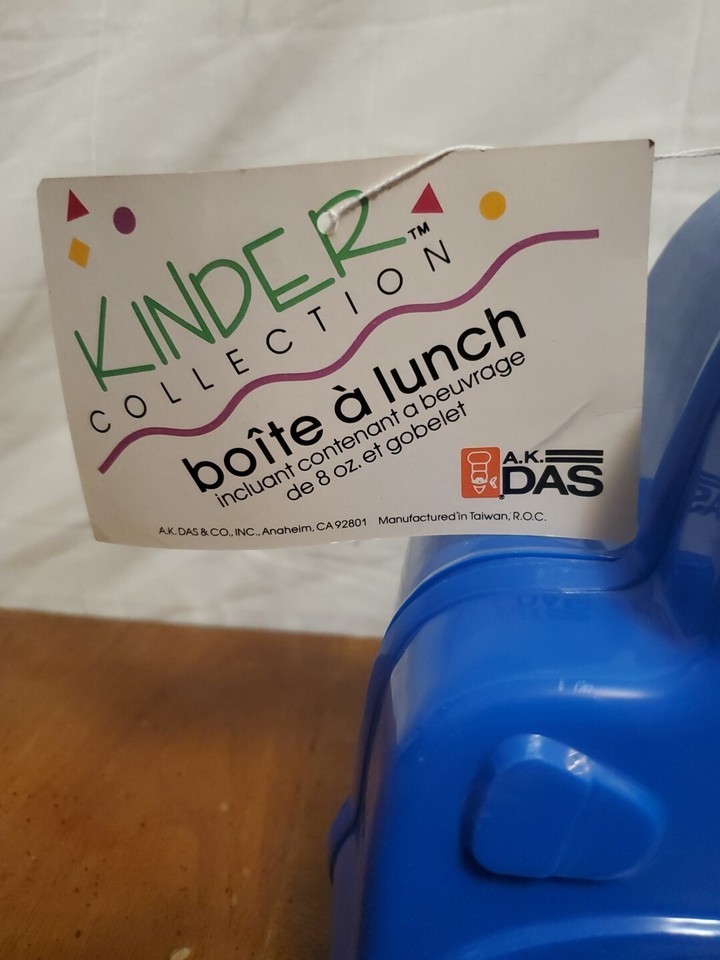 KINDER™
COLLECTION
boîte à lunch
incluant contenant a beuvrage
de 8 oz. et gobelet
A.K.
DAS
A.K. DAS & CO., INC., Anaheim, CA 92801 Manufactured in Taiwan, R.O.C.